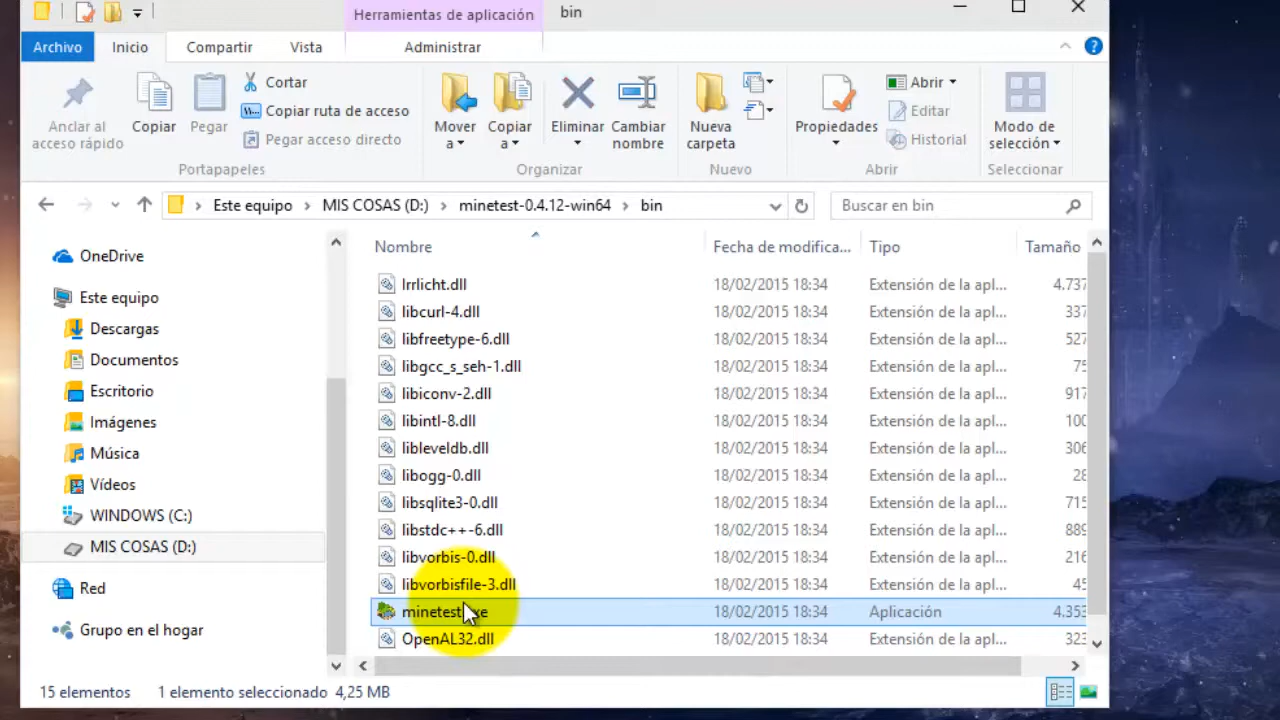 Herramientas de aplicación bin
Archivo Inicio Compartir Vista Administrar
Anclar al acceso rápido
Copiar
Pegar
Cortar
Copiar ruta de acceso
Pegar acceso directo
Portapapeles
Mover a
Copiar a
Eliminar
Cambiar nombre
Organizar
Nueva carpeta
Nuevo
Propiedades
Abrir
Editar
Historial
Abrir
Modo de selección
Seleccionar
Este equipo MIS COSAS (D:) minetest-0.4.12-win64 bin
Buscar en bin
OneDrive
Este equipo
Descargas
Documentos
Escritorio
Imágenes
Música
Vídeos
WINDOWS (C:)
MIS COSAS (D:)
Red
Grupo en el hogar
Nombre Fecha de modifica... Tipo Tamaño
Irrlicht.dll 18/02/2015 18:34 Extensión de la apl... 4.737
libcurl-4.dll 18/02/2015 18:34 Extensión de la apl... 337
libfreetype-6.dll 18/02/2015 18:34 Extensión de la apl... 527
libgcc_s_seh-1.dll 18/02/2015 18:34 Extensión de la apl... 75
libiconv-2.dll 18/02/2015 18:34 Extensión de la apl... 917
libintl-8.dll 18/02/2015 18:34 Extensión de la apl... 100
libleveldb.dll 18/02/2015 18:34 Extensión de la apl... 306
libogg-0.dll 18/02/2015 18:34 Extensión de la apl... 28
libsqlite3-0.dll 18/02/2015 18:34 Extensión de la apl... 715
libstdc++-6.dll 18/02/2015 18:34 Extensión de la apl... 889
libvorbis-0.dll 18/02/2015 18:34 Extensión de la apl... 216
libvorbisfile-3.dll 18/02/2015 18:34 Extensión de la apl... 45
minetest.exe 18/02/2015 18:34 Aplicación 4.353
OpenAL32.dll 18/02/2015 18:34 Extensión de la apl... 323
15 elementos 1 elemento seleccionado 4,25 MB